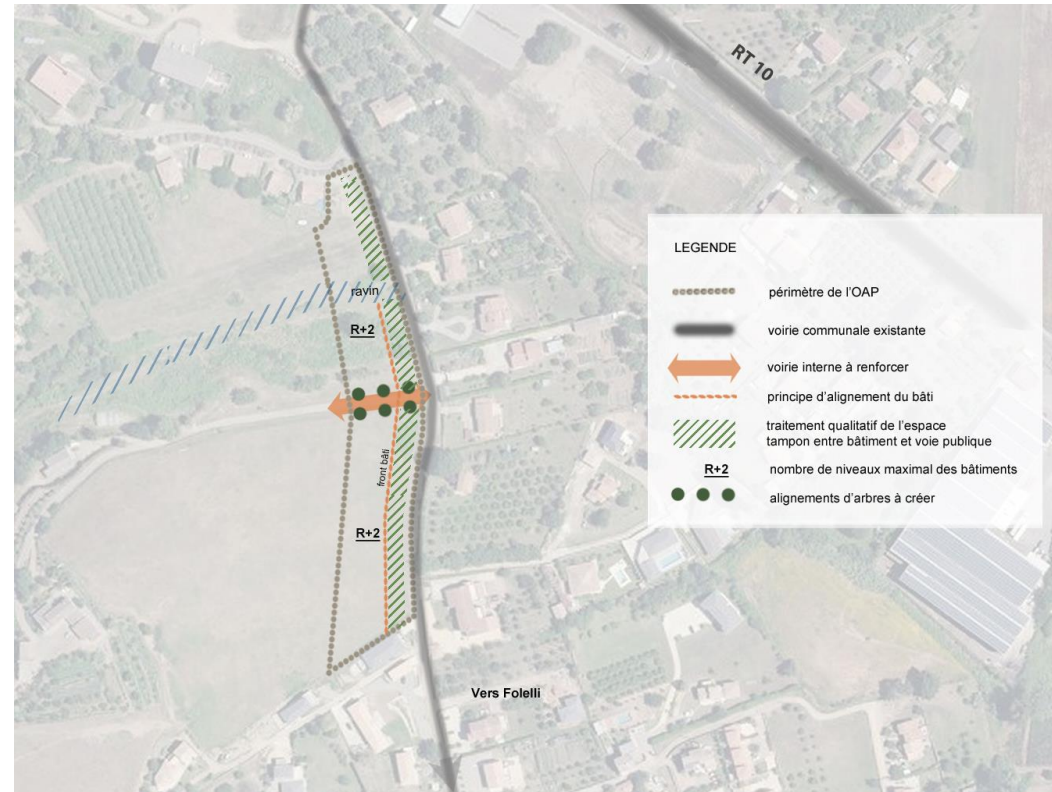 RT 10
LEGENDE
périmètre de l'OAP
voirie communale existante
voirie interne à renforcer
principe d'alignement du bâti
traitement qualitatif de l'espace
tampon entre bâtiment et voie publique
R+2 nombre de niveaux maximal des bâtiments
alignements d'arbres à créer
ravin
R+2
front bâti
R+2
Vers Folelli